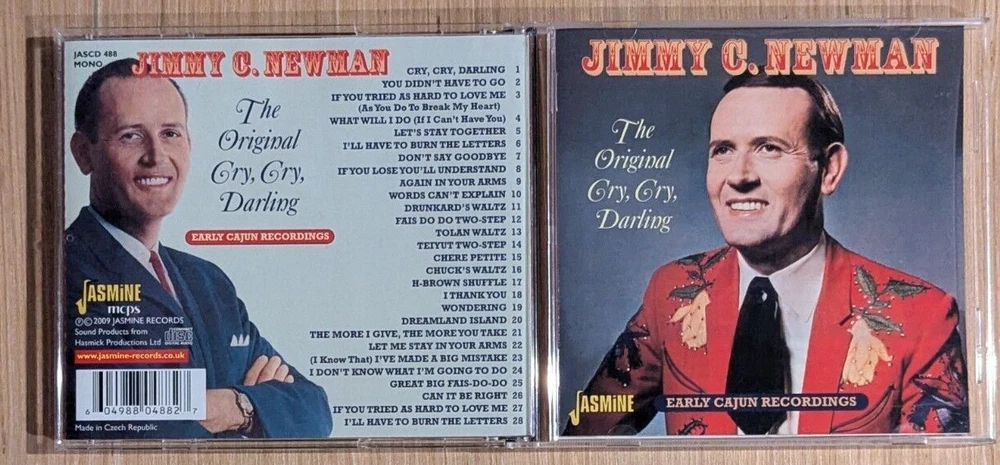 JASCD 488
MONO
JIMMY C. NEWMAN
The
Original
Cry, Cry,
Darling
EARLY CAJUN RECORDINGS
CRY, CRY, DARLING 1
YOU DIDN'T HAVE TO GO 2
IF YOU TRIED AS HARD TO LOVE ME 3
(As You Do To Break My Heart)
WHAT WILL I DO (If I Can't Have You) 4
LET'S STAY TOGETHER 5
I'LL HAVE TO BURN THE LETTERS 6
DON'T SAY GOODBYE 7
IF YOU LOSE YOU'LL UNDERSTAND 8
AGAIN IN YOUR ARMS 9
WORDS CAN'T EXPLAIN 10
DRUNKARD'S WALTZ 11
FAIS DO DO TWO-STEP 12
TOLAN WALTZ 13
TEIYUT TWO-STEP 14
CHERE PETITE 15
CHUCK'S WALTZ 16
H-BROWN SHUFFLE 17
I THANK YOU 18
WONDERING 19
DREAMLAND ISLAND 20
THE MORE I GIVE, THE MORE YOU TAKE 21
LET ME STAY IN YOUR ARMS 22
(I Know That) I'VE MADE A BIG MISTAKE 23
I DON'T KNOW WHAT I'M GOING TO DO 24
GREAT BIG FAIS-DO-DO 25
CAN IT BE RIGHT 26
IF YOU TRIED AS HARD TO LOVE ME 27
I'LL HAVE TO BURN THE LETTERS 28
JASMINE
mcps
℗© 2009 JASMINE RECORDS
Sound Products from
Hasmick Productions Ltd
COMPACT disc DIGITAL AUDIO
www.jasmine-records.co.uk
6 04988 04882 7
Made in Czech Republic
JIMMY C. NEWMAN
The
Original
Cry, Cry,
Darling
JASMINE
EARLY CAJUN RECORDINGS